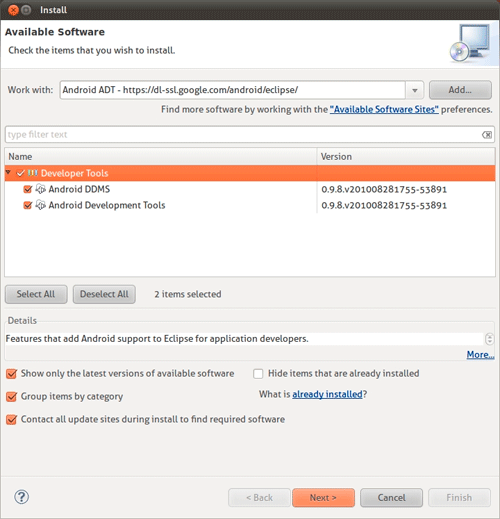 Install
Available Software
Check the items that you wish to install.
Work with: Android ADT - https://dl-ssl.google.com/android/eclipse/ Add...
Find more software by working with the "Available Software Sites" preferences.
type filter text
Name Version
Developer Tools
Android DDMS 0.9.8.v201008281755-53891
Android Development Tools 0.9.8.v201008281755-53891
Select All Deselect All 2 items selected
Details
Features that add Android support to Eclipse for application developers.
More...
Show only the latest versions of available software Hide items that are already installed
Group items by category What is already installed?
Contact all update sites during install to find required software
? < Back Next > Cancel Finish